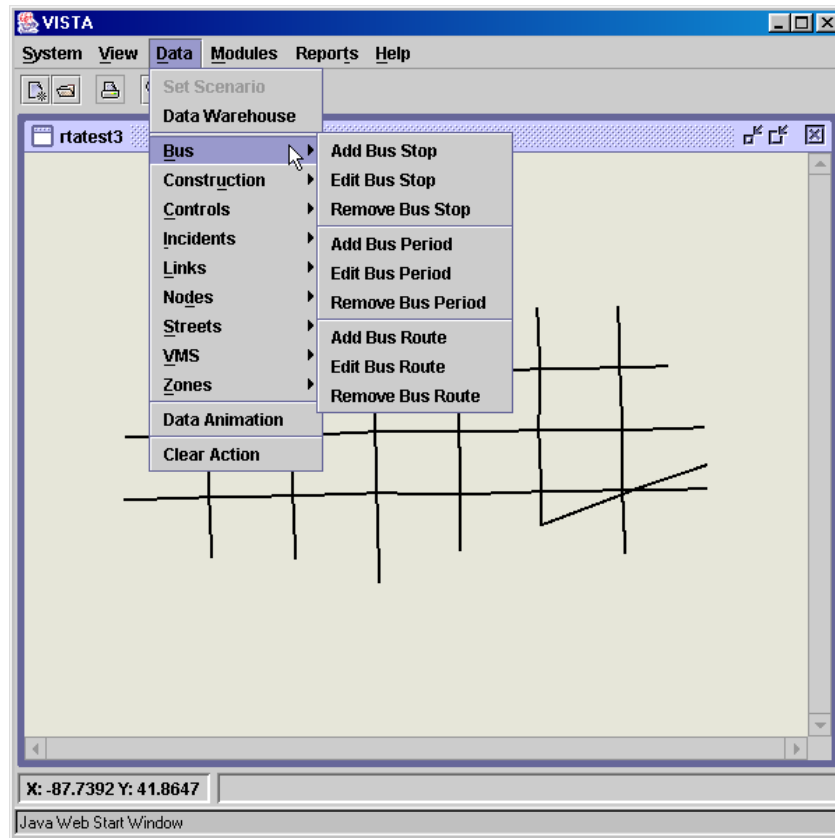 VISTA
System View Data Modules Reports Help
Set Scenario
Data Warehouse
rtatest3
Bus
Construction
Controls
Incidents
Links
Nodes
Streets
VMS
Zones
Data Animation
Clear Action
Add Bus Stop
Edit Bus Stop
Remove Bus Stop
Add Bus Period
Edit Bus Period
Remove Bus Period
Add Bus Route
Edit Bus Route
Remove Bus Route
X: -87.7392 Y: 41.8647
Java Web Start Window